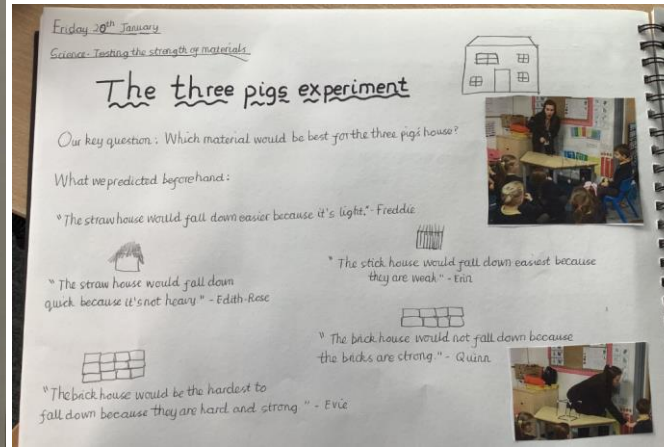 Friday 20th January
Science- Testing the strength of materials
The three pigs experiment
Our key question: Which material would be best for the three pigs house?
What we predicted beforehand:
"The straw house would fall down easier because it's light." - Freddie
"The straw house would fall down
quick because it's not heavy" - Edith-Rose
"The stick house would fall down easiest because
they are weak" - Erin
"The brick house would not fall down because
the bricks are strong." - Quinn
"The brick house would be the hardest to
fall down because they are hard and strong" - Evie